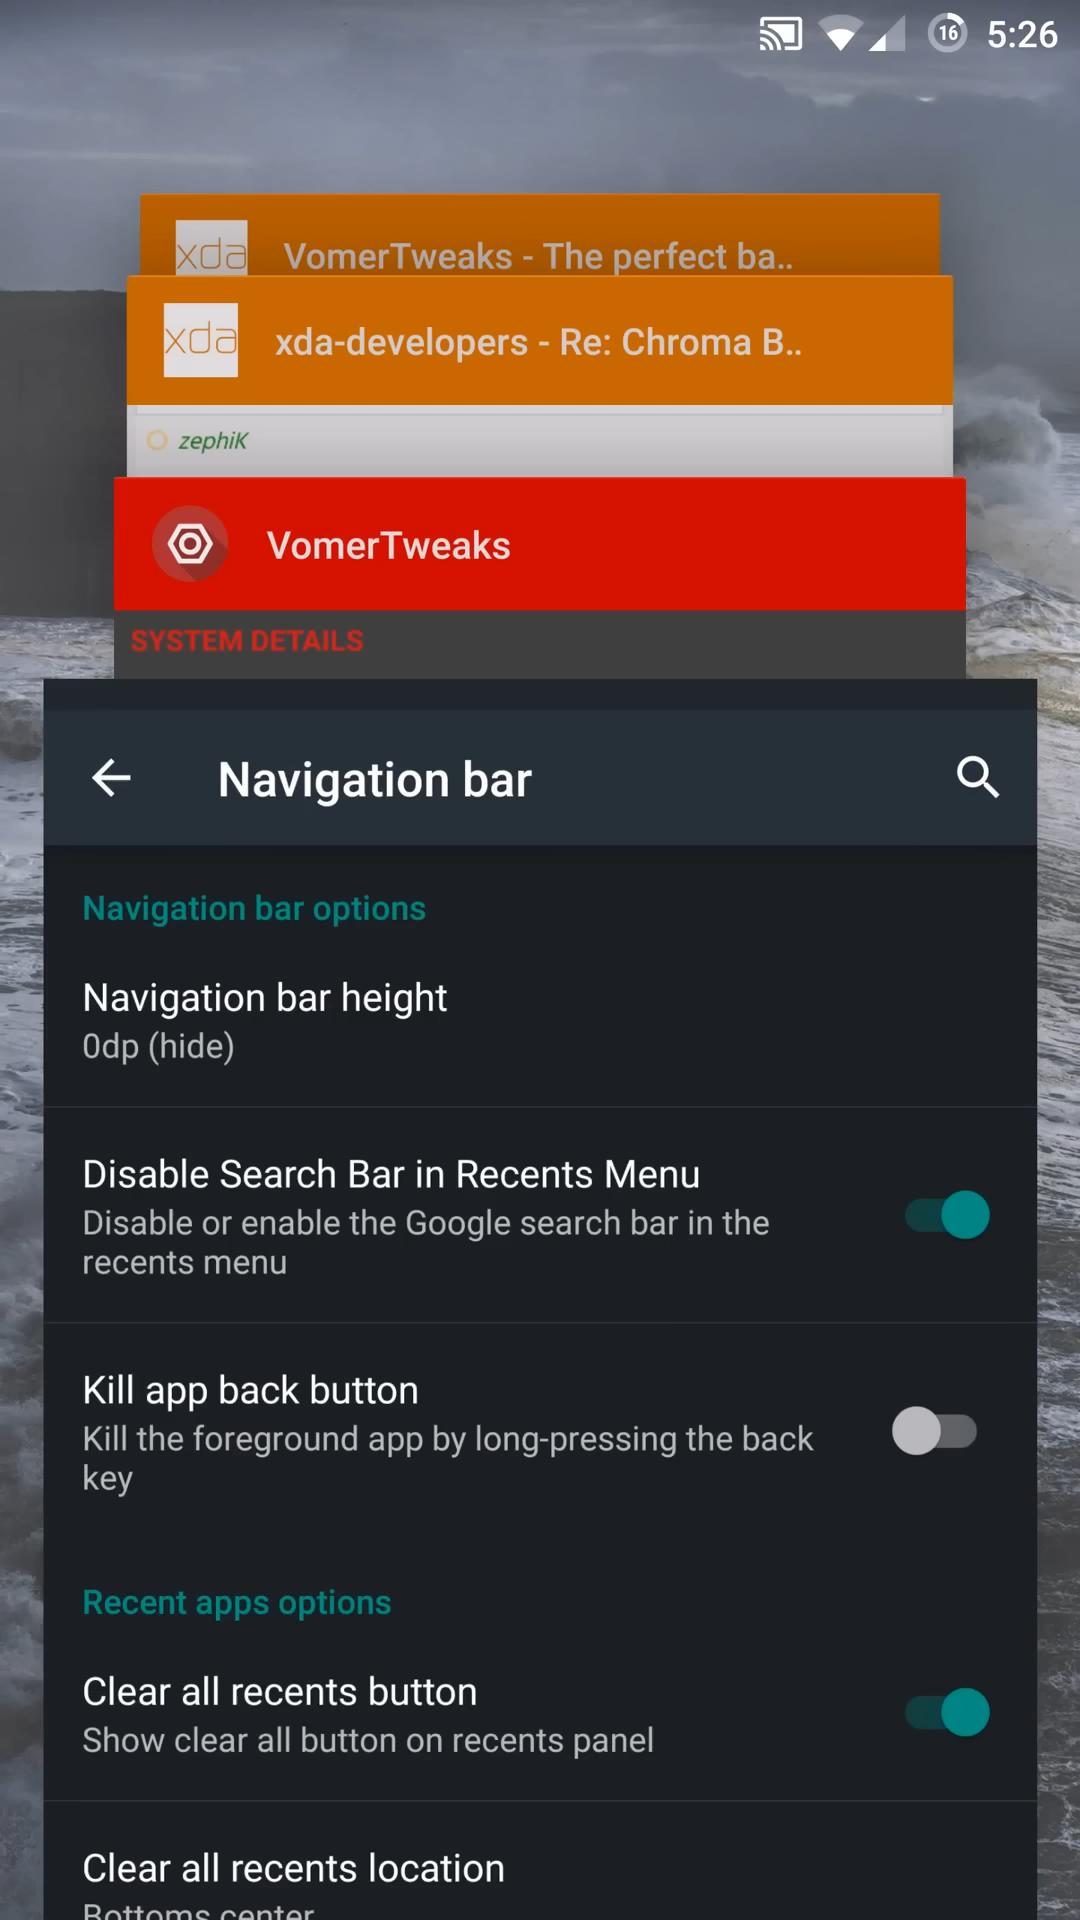 16 5:26
xda VomerTweaks - The perfect ba..
xda xda-developers - Re: Chroma B..
zephiK
VomerTweaks
SYSTEM DETAILS
Navigation bar
Navigation bar options
Navigation bar height
0dp (hide)
Disable Search Bar in Recents Menu
Disable or enable the Google search bar in the
recents menu
Kill app back button
Kill the foreground app by long-pressing the back
key
Recent apps options
Clear all recents button
Show clear all button on recents panel
Clear all recents location
Bottoms center